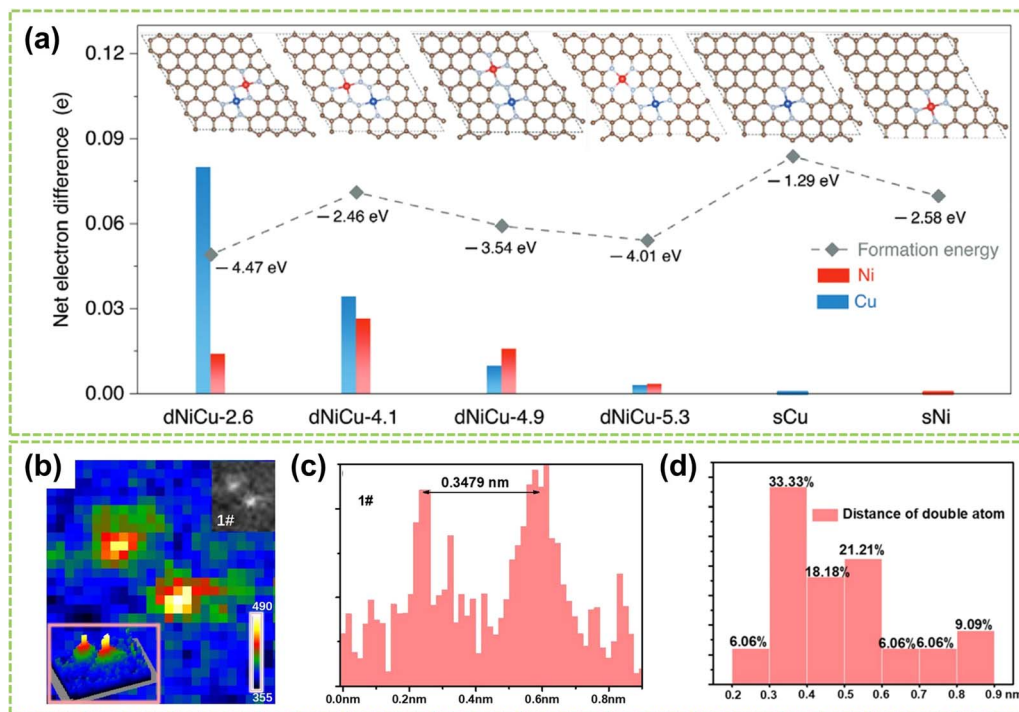 (a)
0.12
0.09
0.06
0.03
0.00
Net electron difference (e)
– 4.47 eV
– 2.46 eV
– 3.54 eV
– 4.01 eV
– 1.29 eV
– 2.58 eV
Formation energy
Ni
Cu
dNiCu-2.6 dNiCu-4.1 dNiCu-4.9 dNiCu-5.3 sCu sNi
(b)
1#
490
355
(c)
1#
0.3479 nm
0.0nm 0.2nm 0.4nm 0.6nm 0.8nm
(d)
Distance of double atom
6.06%
33.33%
18.18%
21.21%
6.06%
6.06%
9.09%
0.2 0.3 0.4 0.5 0.6 0.7 0.8 0.9 nm